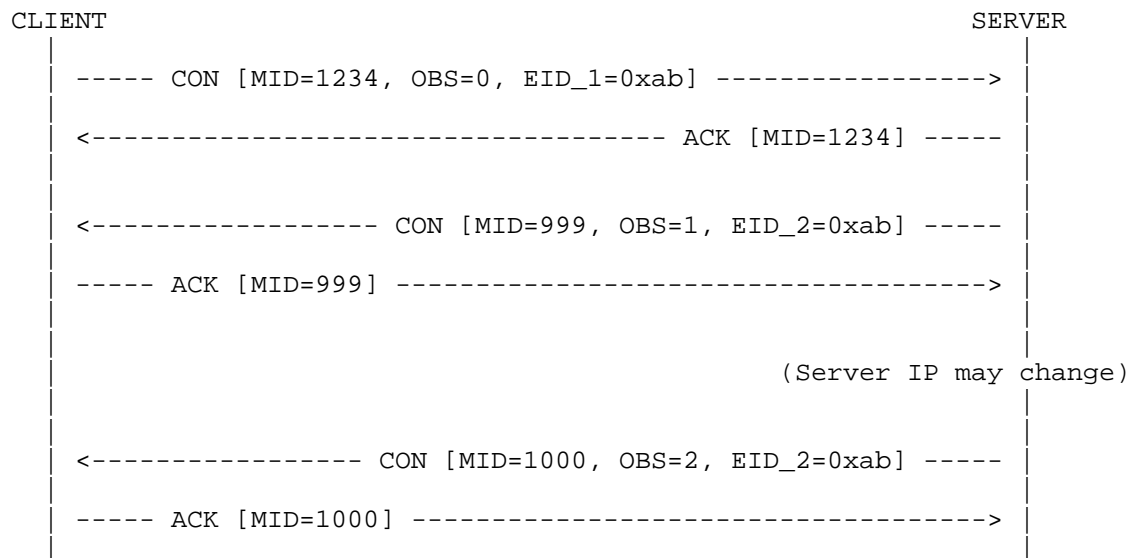 CLIENT SERVER
----- CON [MID=1234, OBS=0, EID_1=0xab] ----------------->
<------------------------------------ ACK [MID=1234] -----
<------------------ CON [MID=999, OBS=1, EID_2=0xab] -----
----- ACK [MID=999] ------------------------------------->
(Server IP may change)
<----------------- CON [MID=1000, OBS=2, EID_2=0xab] -----
----- ACK [MID=1000] ------------------------------------>